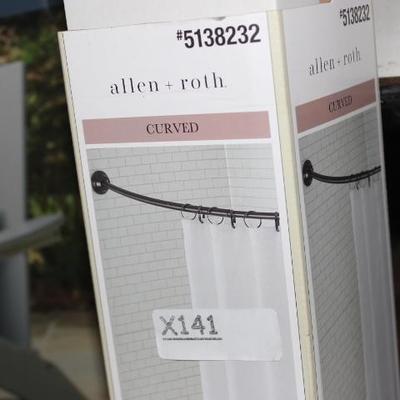 #5138232
allen + roth
CURVED
X141
#5138232
allen + roth
CURVED